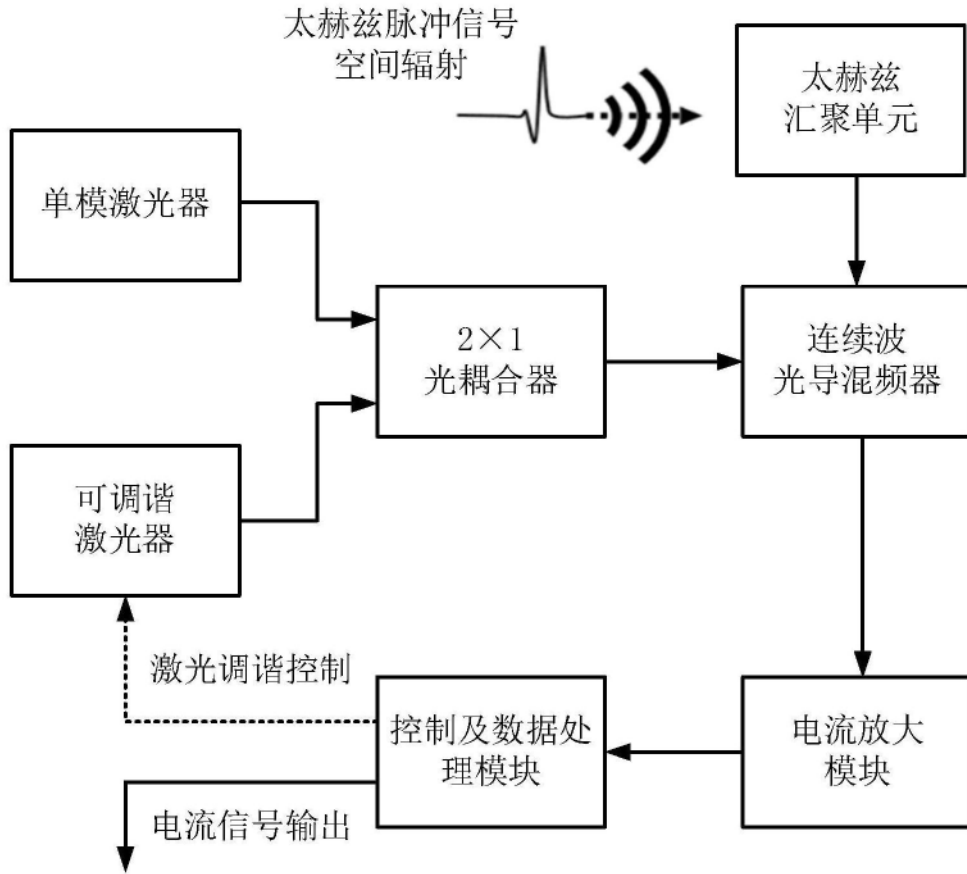 太赫兹脉冲信号
空间辐射
太赫兹
汇聚单元
单模激光器
2×1
光耦合器
连续波
光导混频器
可调谐
激光器
激光调谐控制
控制及数据处
理模块
电流放大
模块
电流信号输出